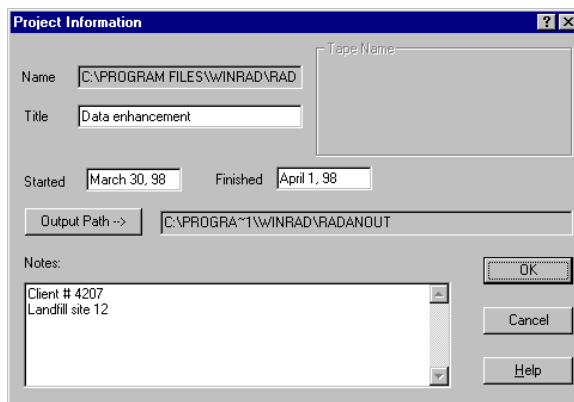 Project Information
Tape Name
Name C:\PROGRAM FILES\WINRAD\RAD
Title Data enhancement
Started March 30, 98 Finished April 1, 98
Output Path --> C:\PROGRA~1\WINRAD\RADANOUT
Notes:
Client # 4207
Landfill site 12
OK
Cancel
Help